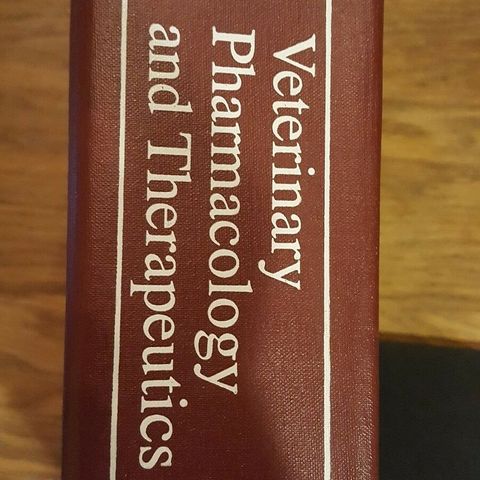 Veterinary
Pharmacology
and Therapeutics